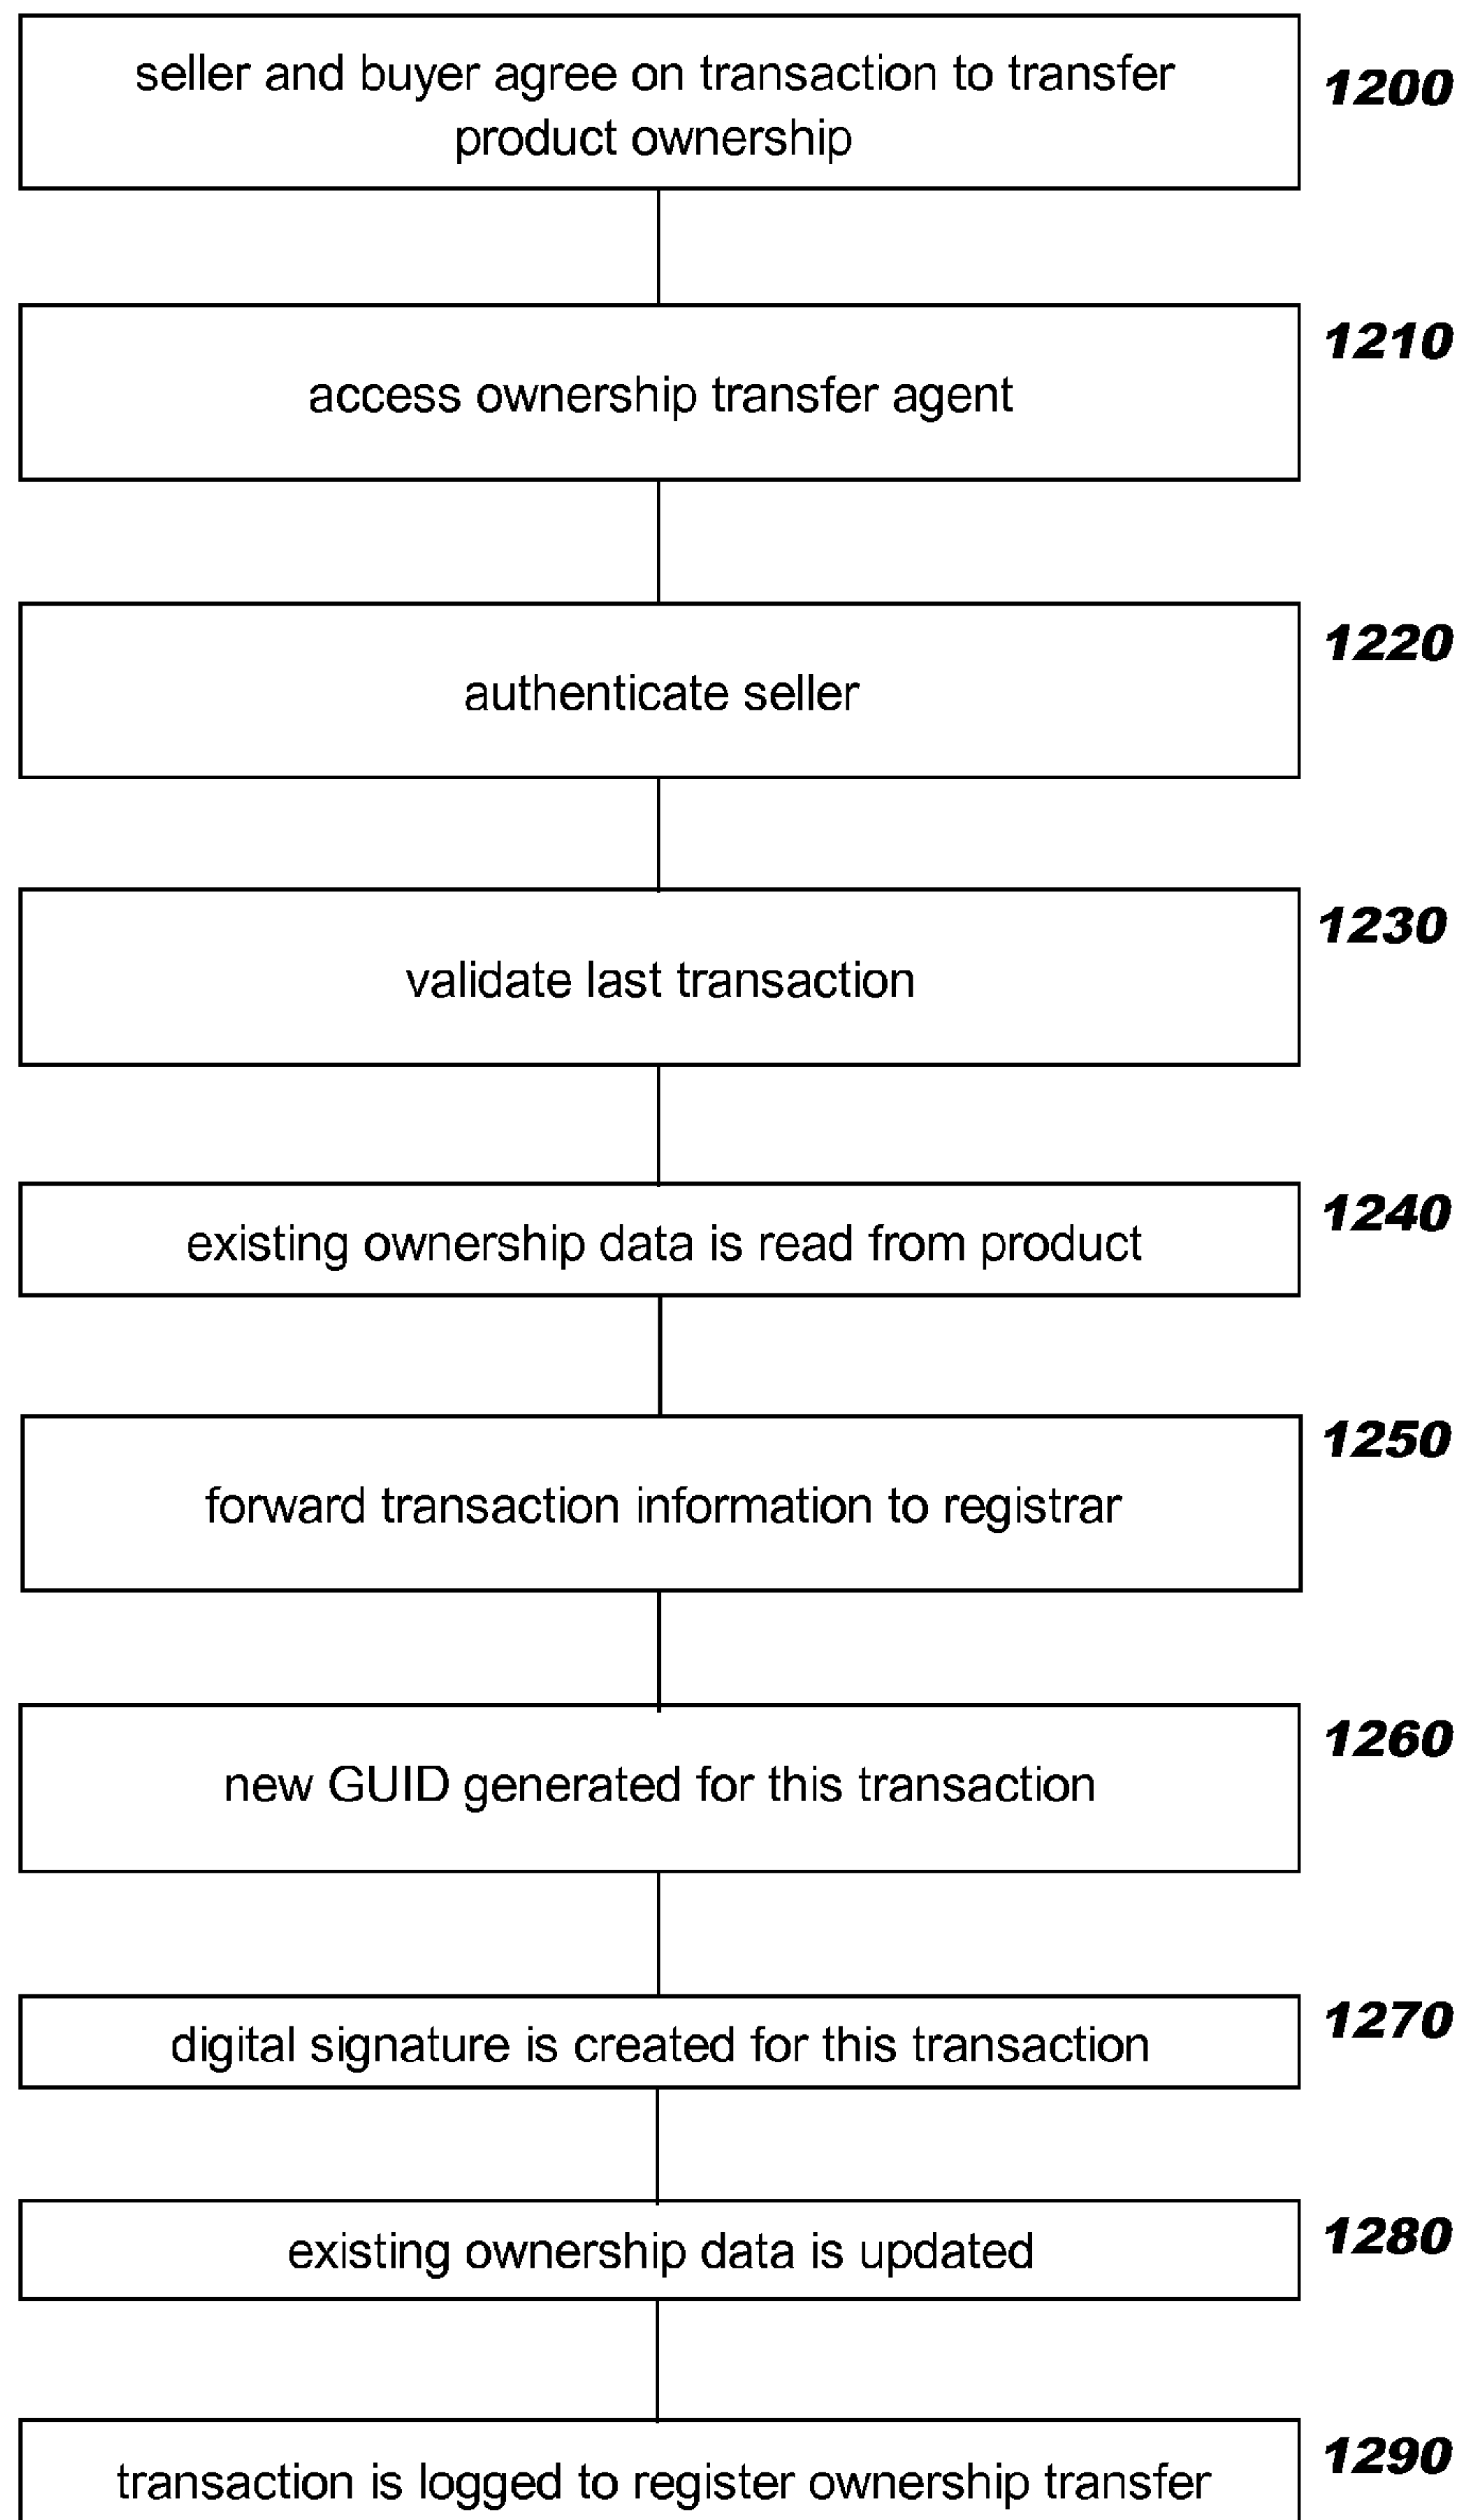 seller and buyer agree on transaction to transfer
product ownership
1200
access ownership transfer agent
1210
authenticate seller
1220
validate last transaction
1230
existing ownership data is read from product
1240
forward transaction information to registrar
1250
new GUID generated for this transaction
1260
digital signature is created for this transaction
1270
existing ownership data is updated
1280
transaction is logged to register ownership transfer
1290